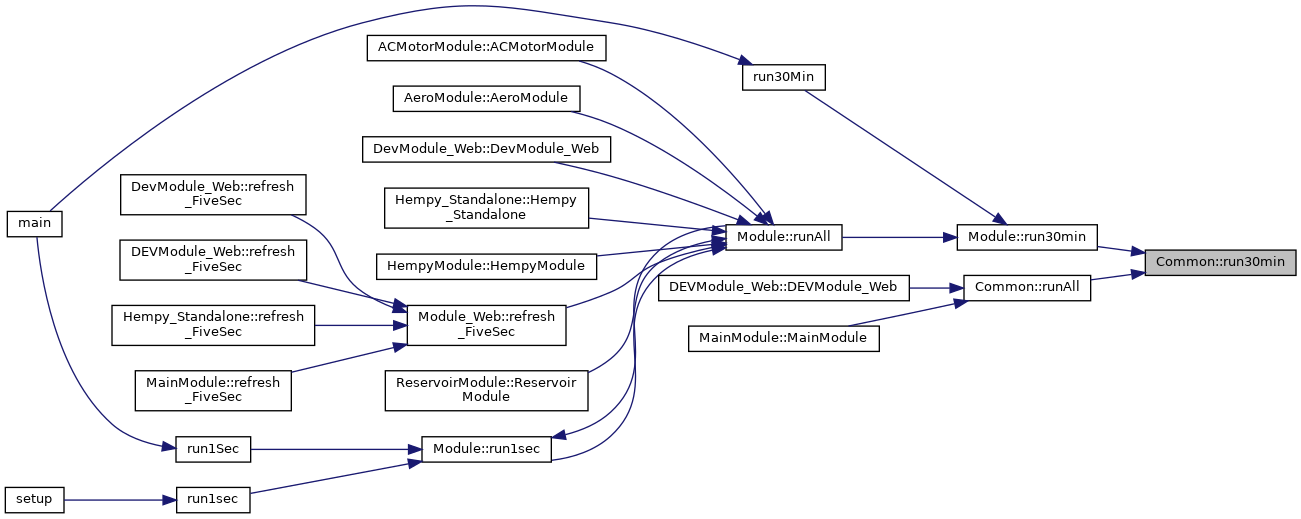 ACMotorModule::ACMotorModule
run30Min
AeroModule::AeroModule
DevModule_Web::DevModule_Web
DevModule_Web::refresh
_FiveSec
Hempy_Standalone::Hempy
_Standalone
main
Module::runAll
Module::run30min
DEVModule_Web::refresh
_FiveSec
HempyModule::HempyModule
Common::run30min
DEVModule_Web::DEVModule_Web
Common::runAll
Hempy_Standalone::refresh
_FiveSec
Module_Web::refresh
_FiveSec
MainModule::MainModule
MainModule::refresh
_FiveSec
ReservoirModule::Reservoir
Module
run1Sec
Module::run1sec
setup
run1sec